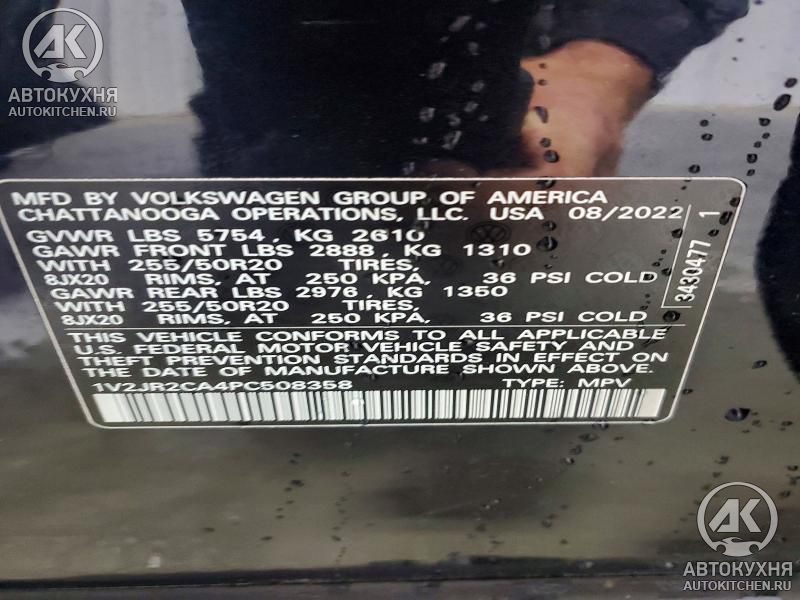 АВТОКУХНЯ
AUTOKITCHEN.RU
MFD BY VOLKSWAGEN GROUP OF AMERICA
CHATTANOOGA OPERATIONS, LLC. USA 08/2022
GVWR LBS 5754, KG 2610
GAWR FRONT LBS 2888, KG 1310
WITH 255/50R20 TIRES,
8JX20 RIMS, AT 250 KPA, 36 PSI COLD
GAWR REAR LBS 2976, KG 1350
WITH 255/50R20 TIRES,
8JX20 RIMS, AT 250 KPA, 36 PSI COLD
THIS VEHICLE CONFORMS TO ALL APPLICABLE
U.S. FEDERAL MOTOR VEHICLE SAFETY AND
THEFT PREVENTION STANDARDS IN EFFECT ON
THE DATE OF MANUFACTURE SHOWN ABOVE.
1V2JR2CA4PC508358 TYPE: MPV
3430477 1
АВТОКУХНЯ
AUTOKITCHEN.RU